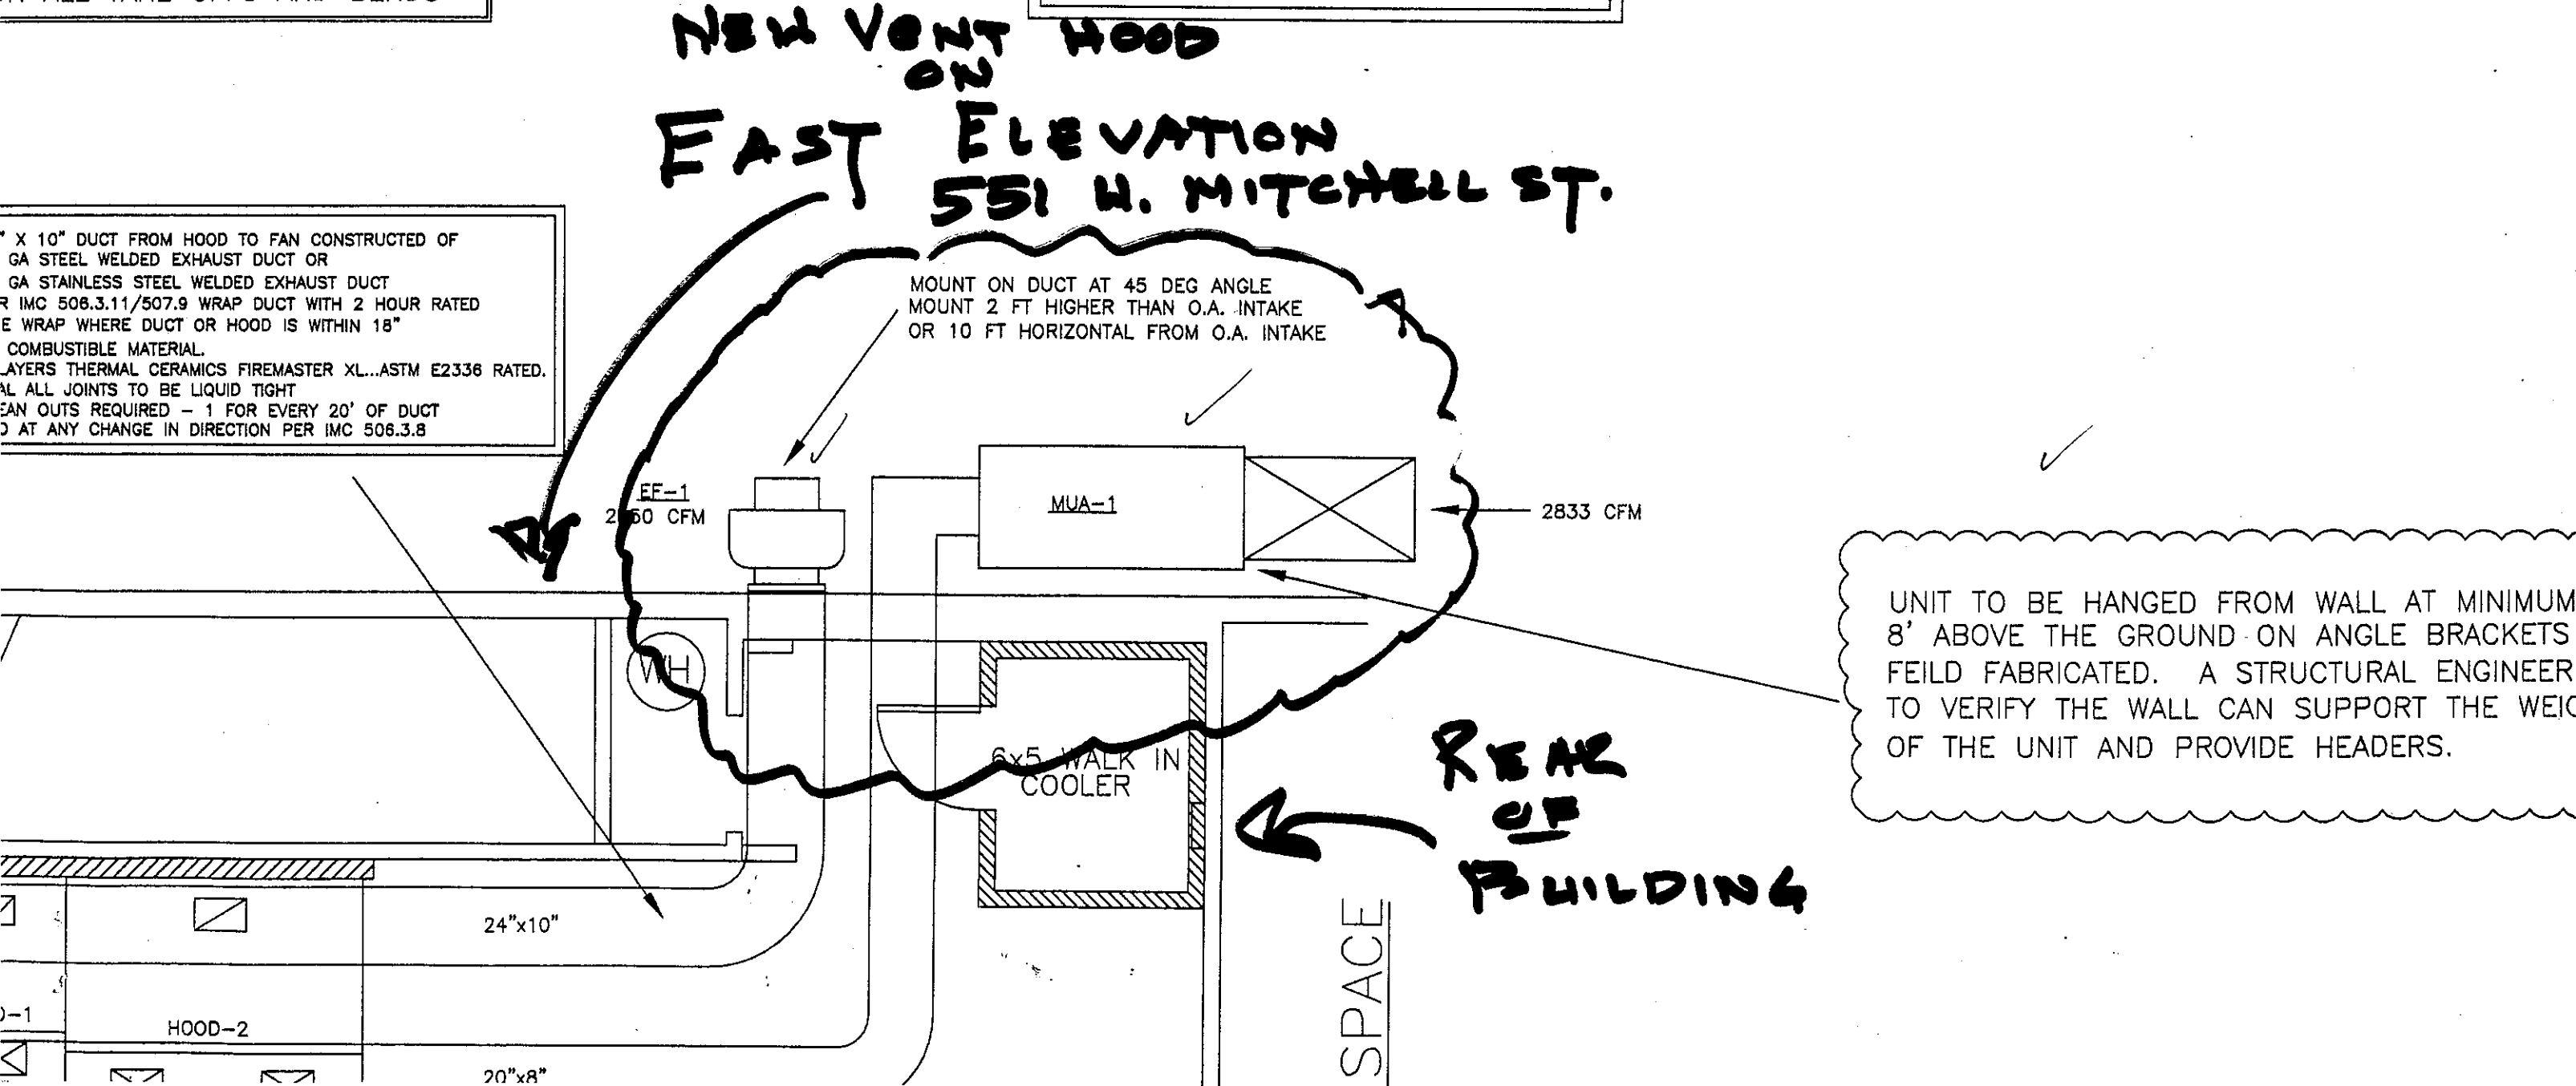 ALL TAKE OFFS AND BENDS
NEW VENT HOOD
ON
EAST ELEVATION
551 W. MITCHELL ST.
X 10" DUCT FROM HOOD TO FAN CONSTRUCTED OF
GA STEEL WELDED EXHAUST DUCT OR
GA STAINLESS STEEL WELDED EXHAUST DUCT
R IMC 506.3.11/507.9 WRAP DUCT WITH 2 HOUR RATED
E WRAP WHERE DUCT OR HOOD IS WITHIN 18"
COMBUSTIBLE MATERIAL.
AYERS THERMAL CERAMICS FIREMASTER XL...ASTM E2336 RATED.
AL ALL JOINTS TO BE LIQUID TIGHT
EAN OUTS REQUIRED – 1 FOR EVERY 20' OF DUCT
AT ANY CHANGE IN DIRECTION PER IMC 506.3.8
MOUNT ON DUCT AT 45 DEG ANGLE
MOUNT 2 FT HIGHER THAN O.A. INTAKE
OR 10 FT HORIZONTAL FROM O.A. INTAKE
EF-1
CFM
MUA-1
2833 CFM
UNIT TO BE HANGED FROM WALL AT MINIMUM
8' ABOVE THE GROUND ON ANGLE BRACKETS
FEILD FABRICATED. A STRUCTURAL ENGINEER
TO VERIFY THE WALL CAN SUPPORT THE WEIG
OF THE UNIT AND PROVIDE HEADERS.
WH
6x5 WALK IN
COOLER
REAR
OF
BUILDING
SPACE
24"x10"
-1
HOOD-2
20"x8"